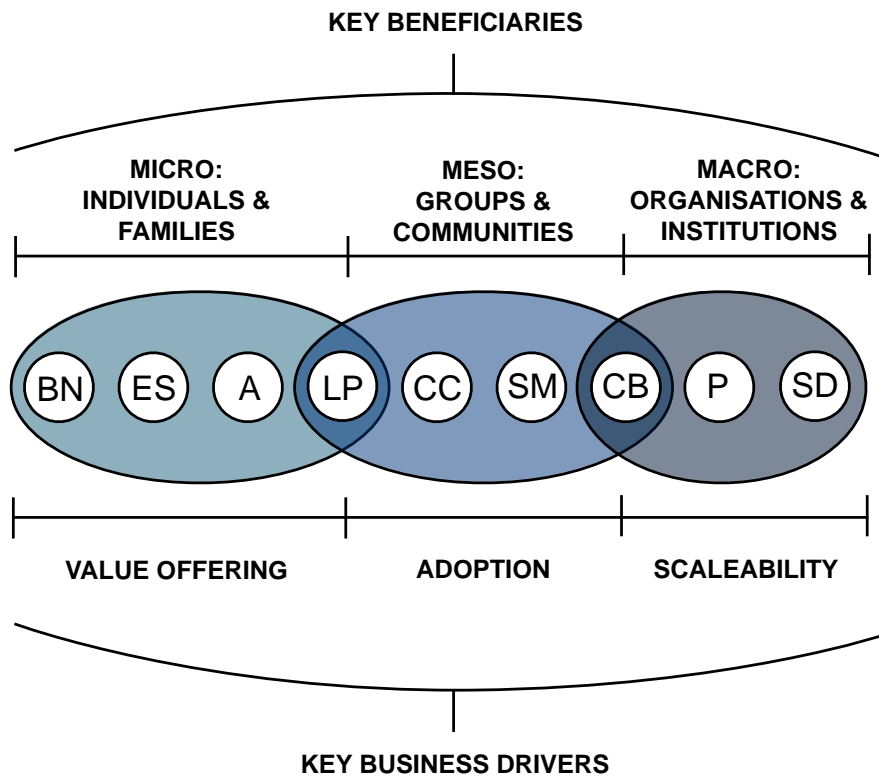 KEY BENEFICIARIES
MICRO:
INDIVIDUALS &
FAMILIES
MESO:
GROUPS &
COMMUNITIES
MACRO:
ORGANISATIONS &
INSTITUTIONS
BN ES A LP CC SM CB P SD
VALUE OFFERING ADOPTION SCALEABILITY
KEY BUSINESS DRIVERS